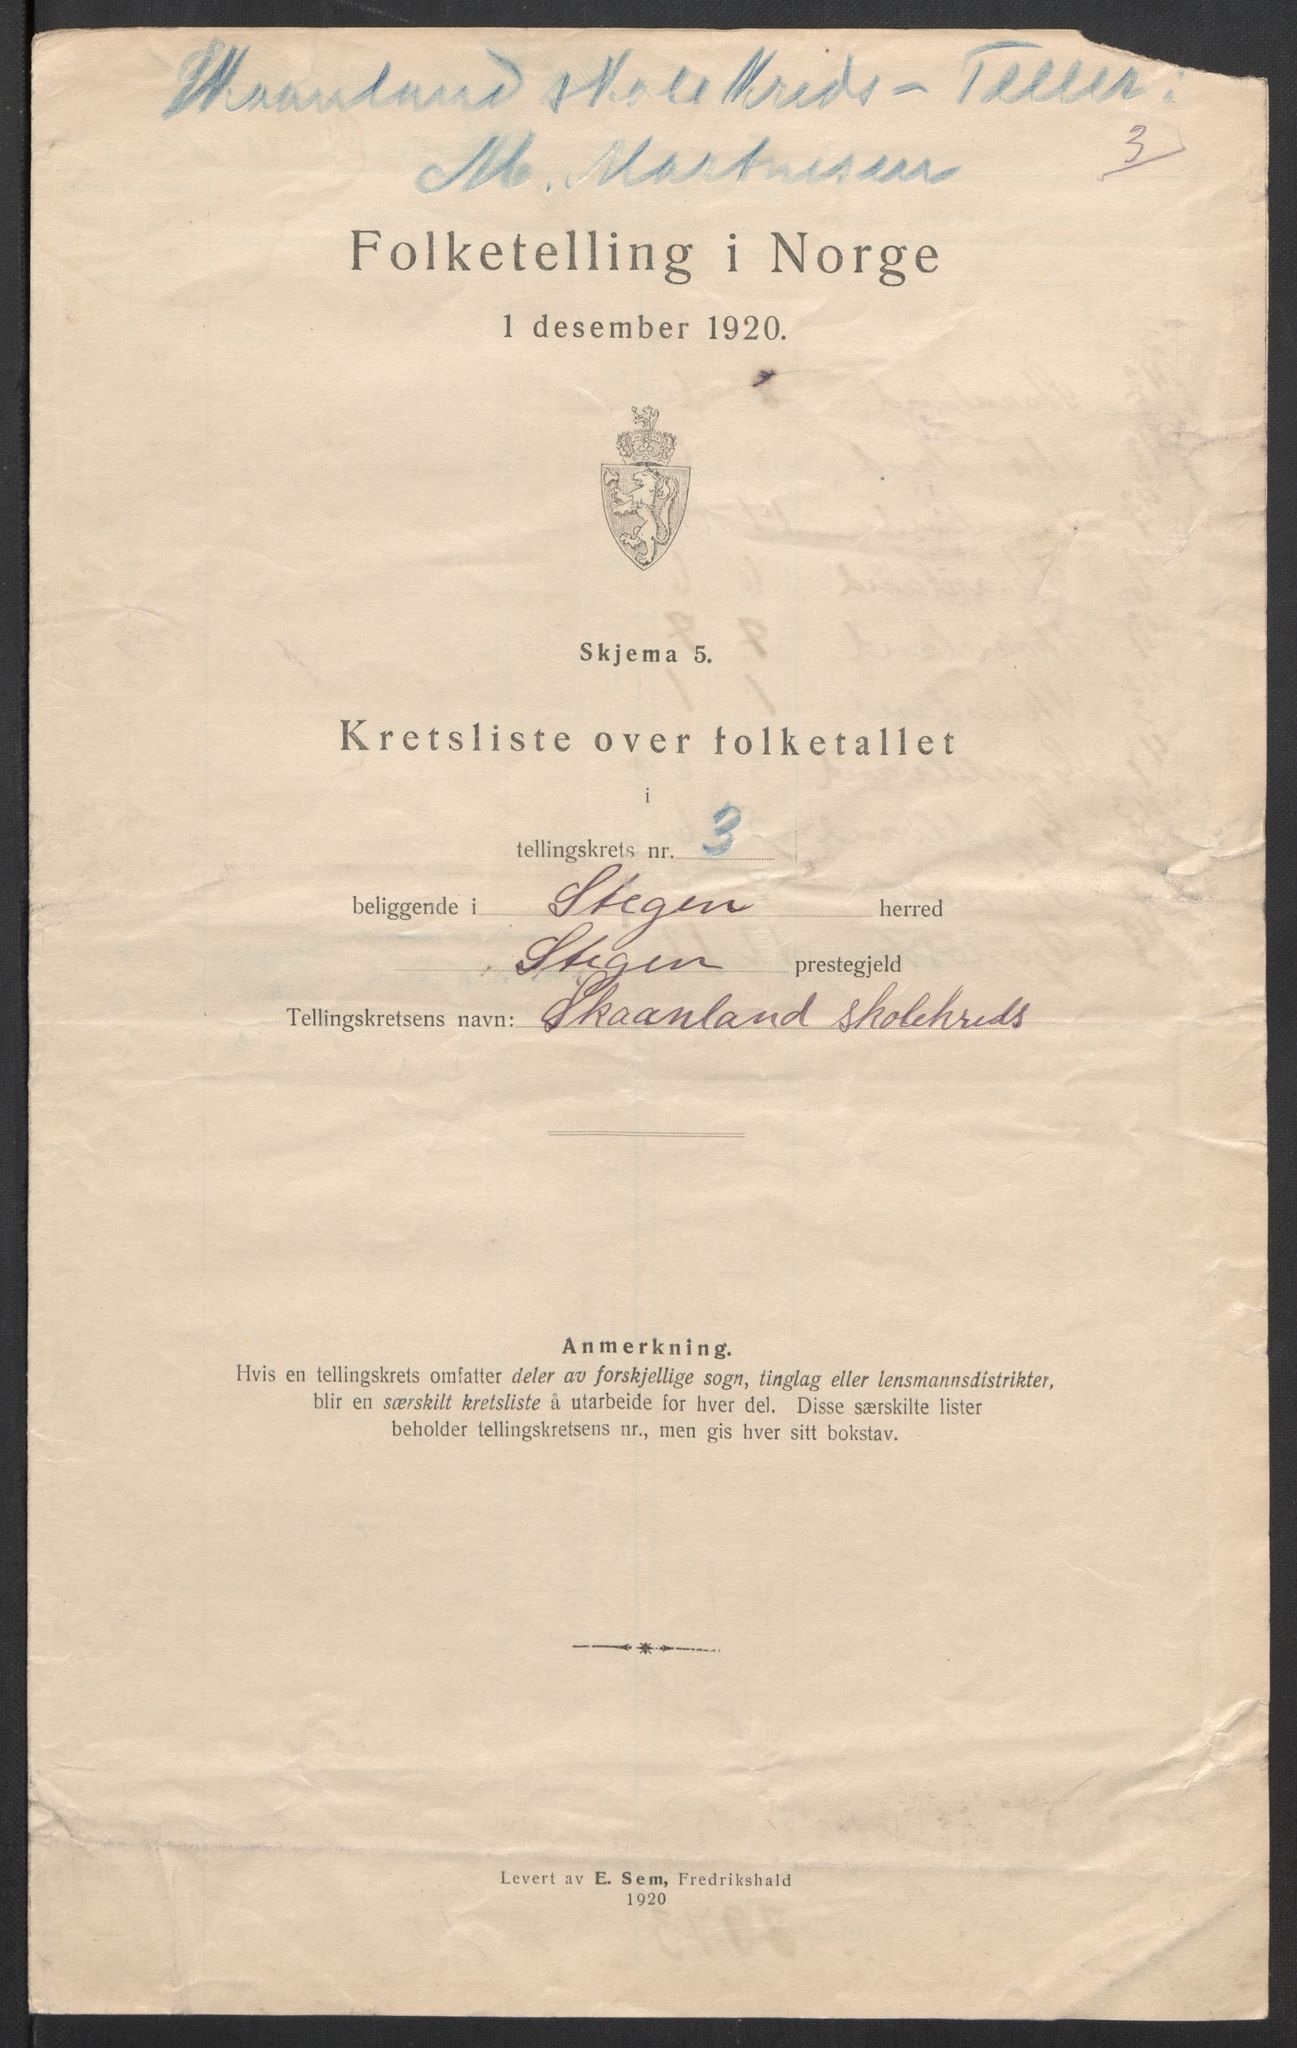 Skaanland skolekreds - Teller:
M. Martinsen
3
Folketelling i Norge
1 desember 1920.
Skjema 5.
Kretsliste over folketallet
i
tellingskrets nr. 3
beliggende i Stegen herred
Stegen prestegjeld
Tellingskretsens navn: Skaanland skolekreds
Anmerkning.
Hvis en tellingskrets omfatter deler av forskjellige sogn, tinglag eller lensmannsdistrikter,
blir en særskilt kretsliste å utarbeide for hver del. Disse særskilte lister
beholder tellingskretsens nr., men gis hver sitt bokstav.
Levert av E. Sem, Fredrikshald
1920